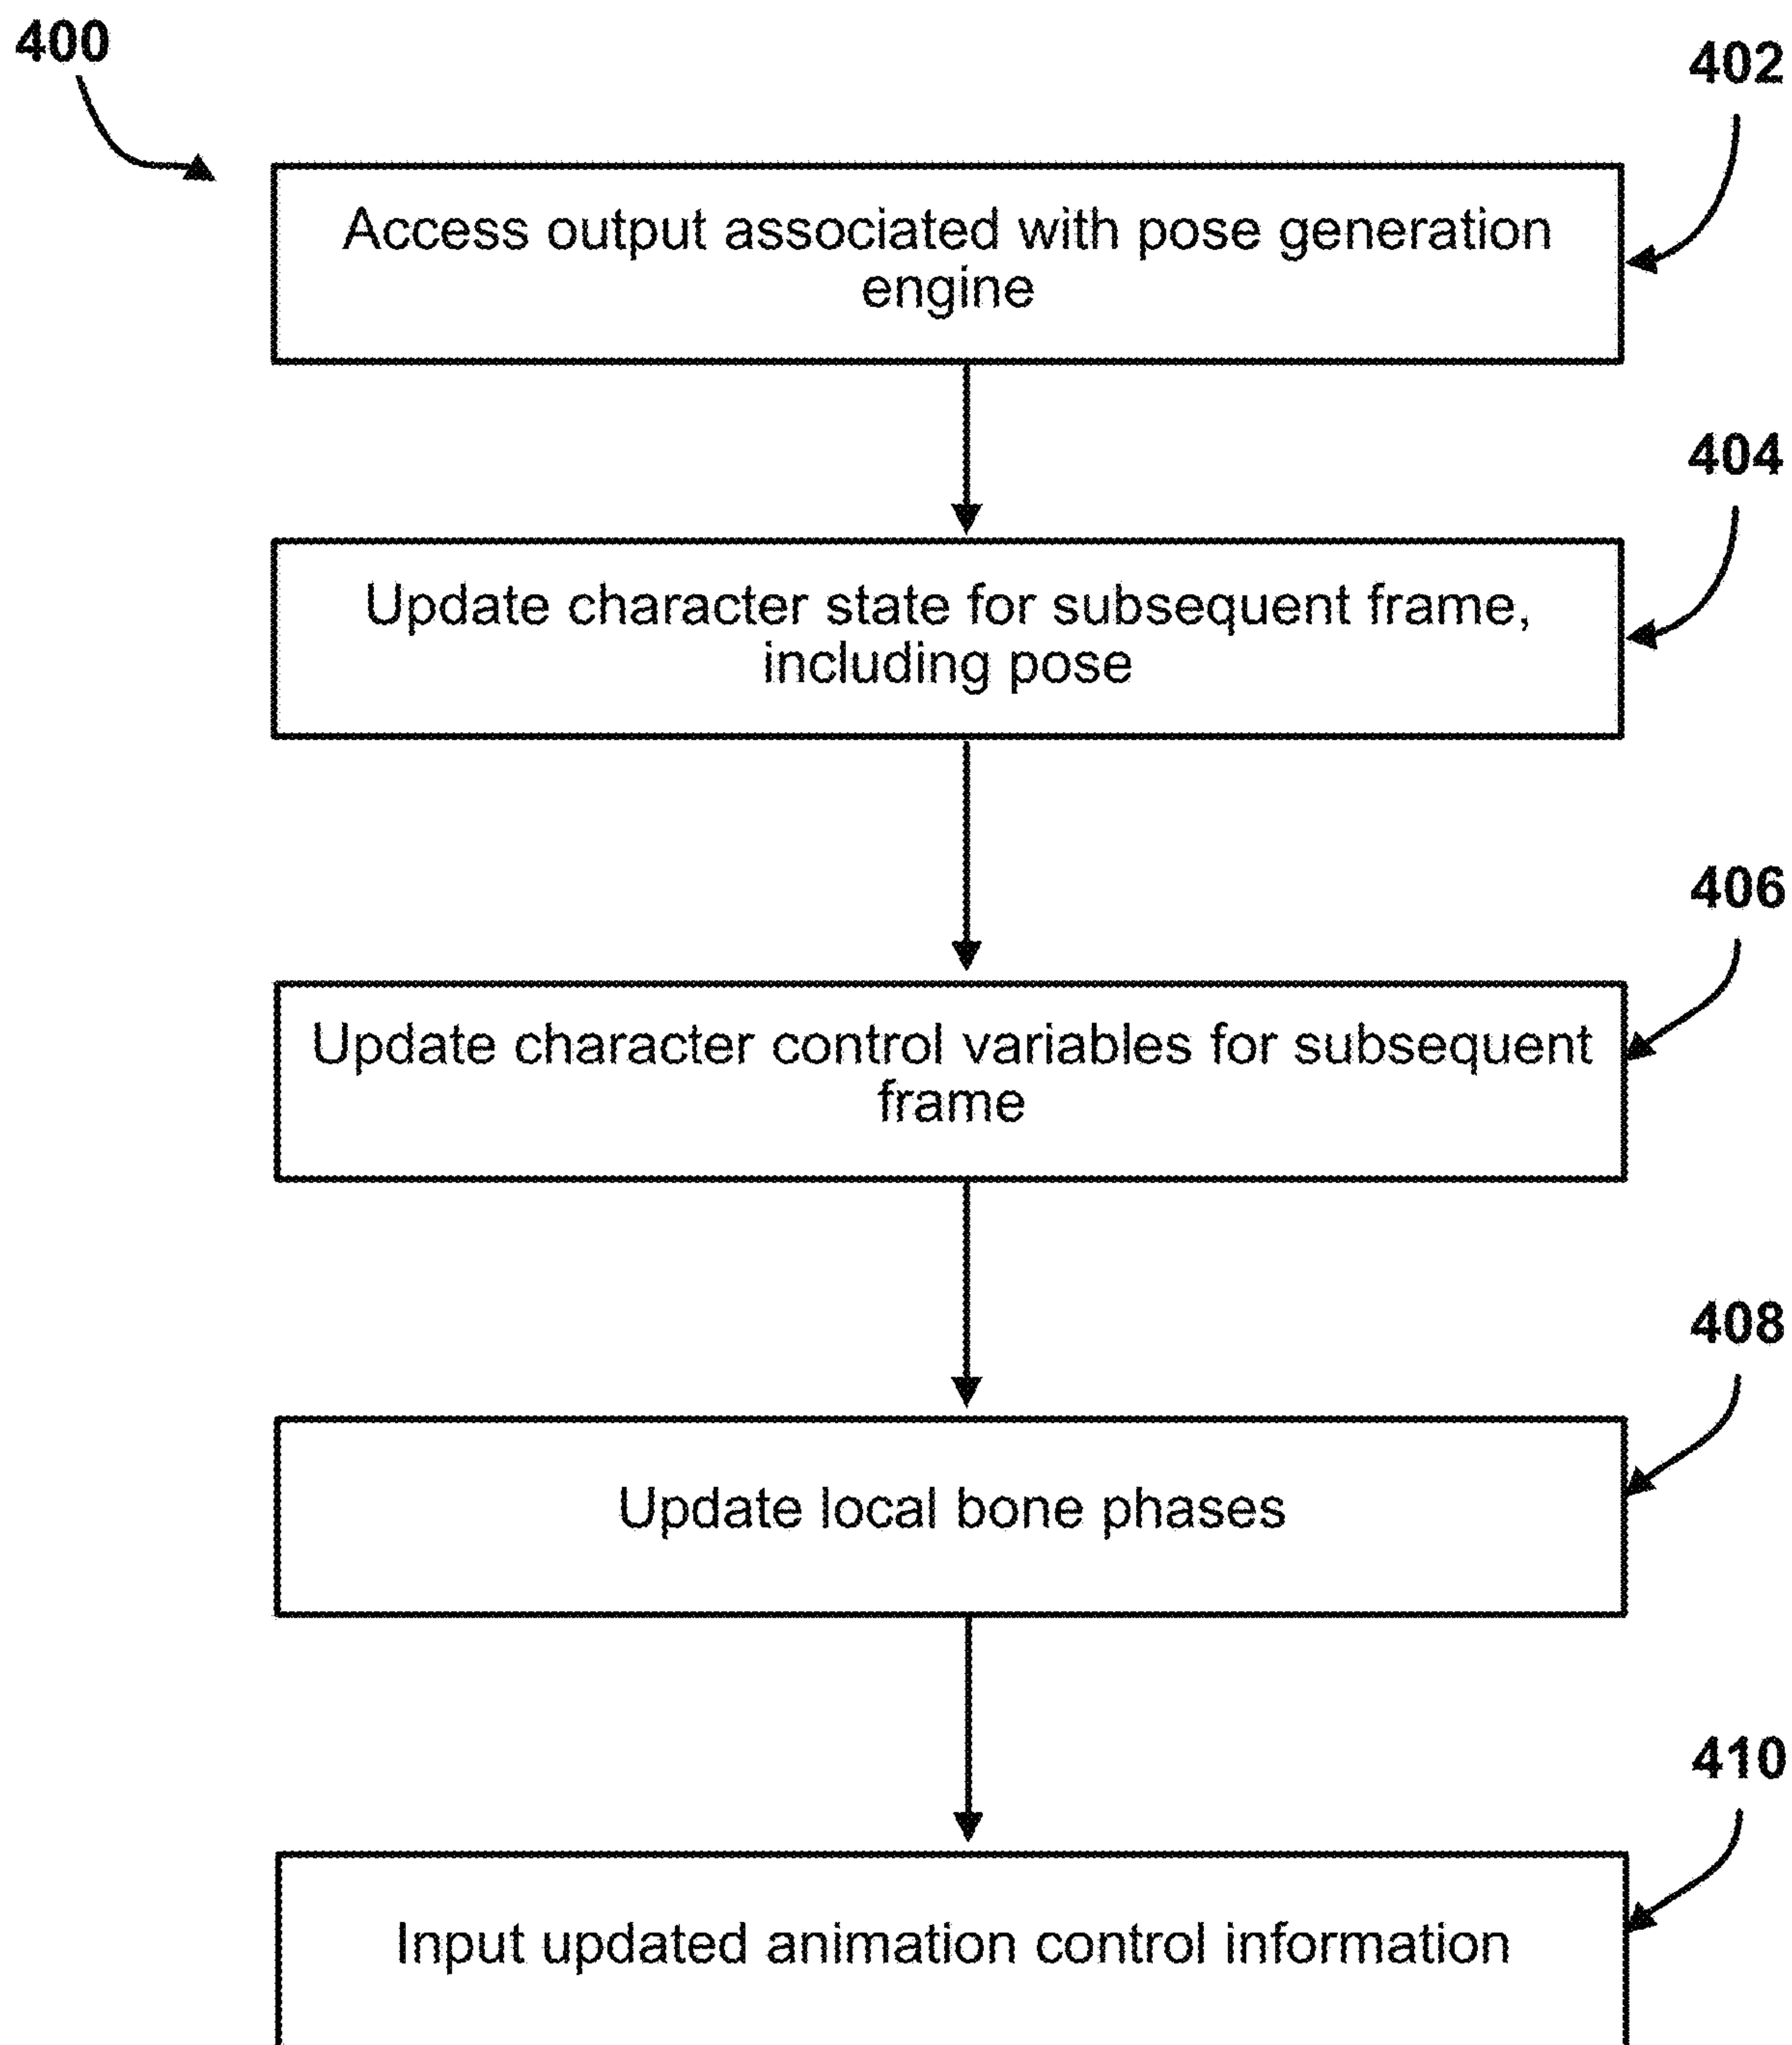 400
402
Access output associated with pose generation
engine
404
Update character state for subsequent frame,
including pose
406
Update character control variables for subsequent
frame
408
Update local bone phases
410
Input updated animation control information